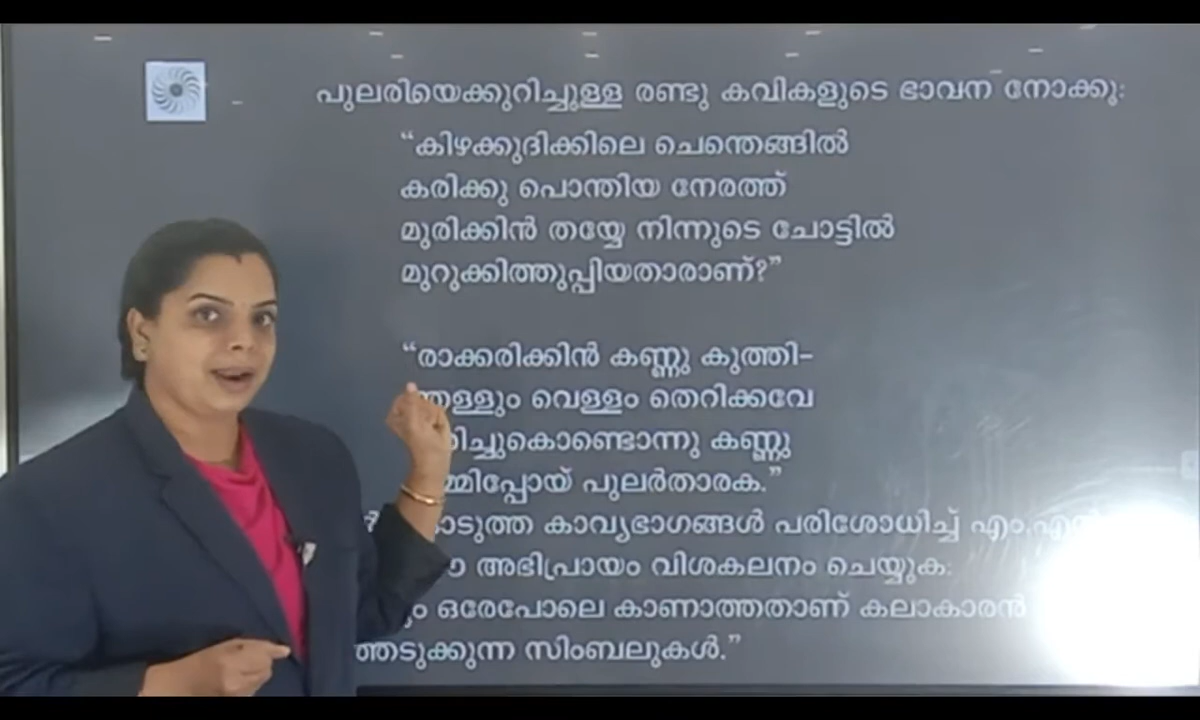 പുലരിയെക്കുറിച്ചുള്ള രണ്ടു കവികളുടെ ഭാവന നോക്കൂ:
“കിഴക്കുദിക്കിലെ ചെന്തെങ്ങിൽ
കരിക്കു പൊന്തിയ നേരത്ത്
മുരിക്കിൻ തയ്യേ നിന്നുടെ ചോട്ടിൽ
മുറുക്കിത്തുപ്പിയതാരാണ്?”
“രാക്കരിക്കിൻ കണ്ണു കുത്തി–
വെള്ളം തെറിക്കവേ
കണ്ണു
പുലർതാരക.”
കാവ്യഭാഗങ്ങൾ പരിശോധിച്ച് എം.എൻ
അഭിപ്രായം വിശകലനം ചെയ്യുക:
ഒരേപോലെ കാണാത്തതാണ് കലാകാരൻ
സിംബലുകൾ.”